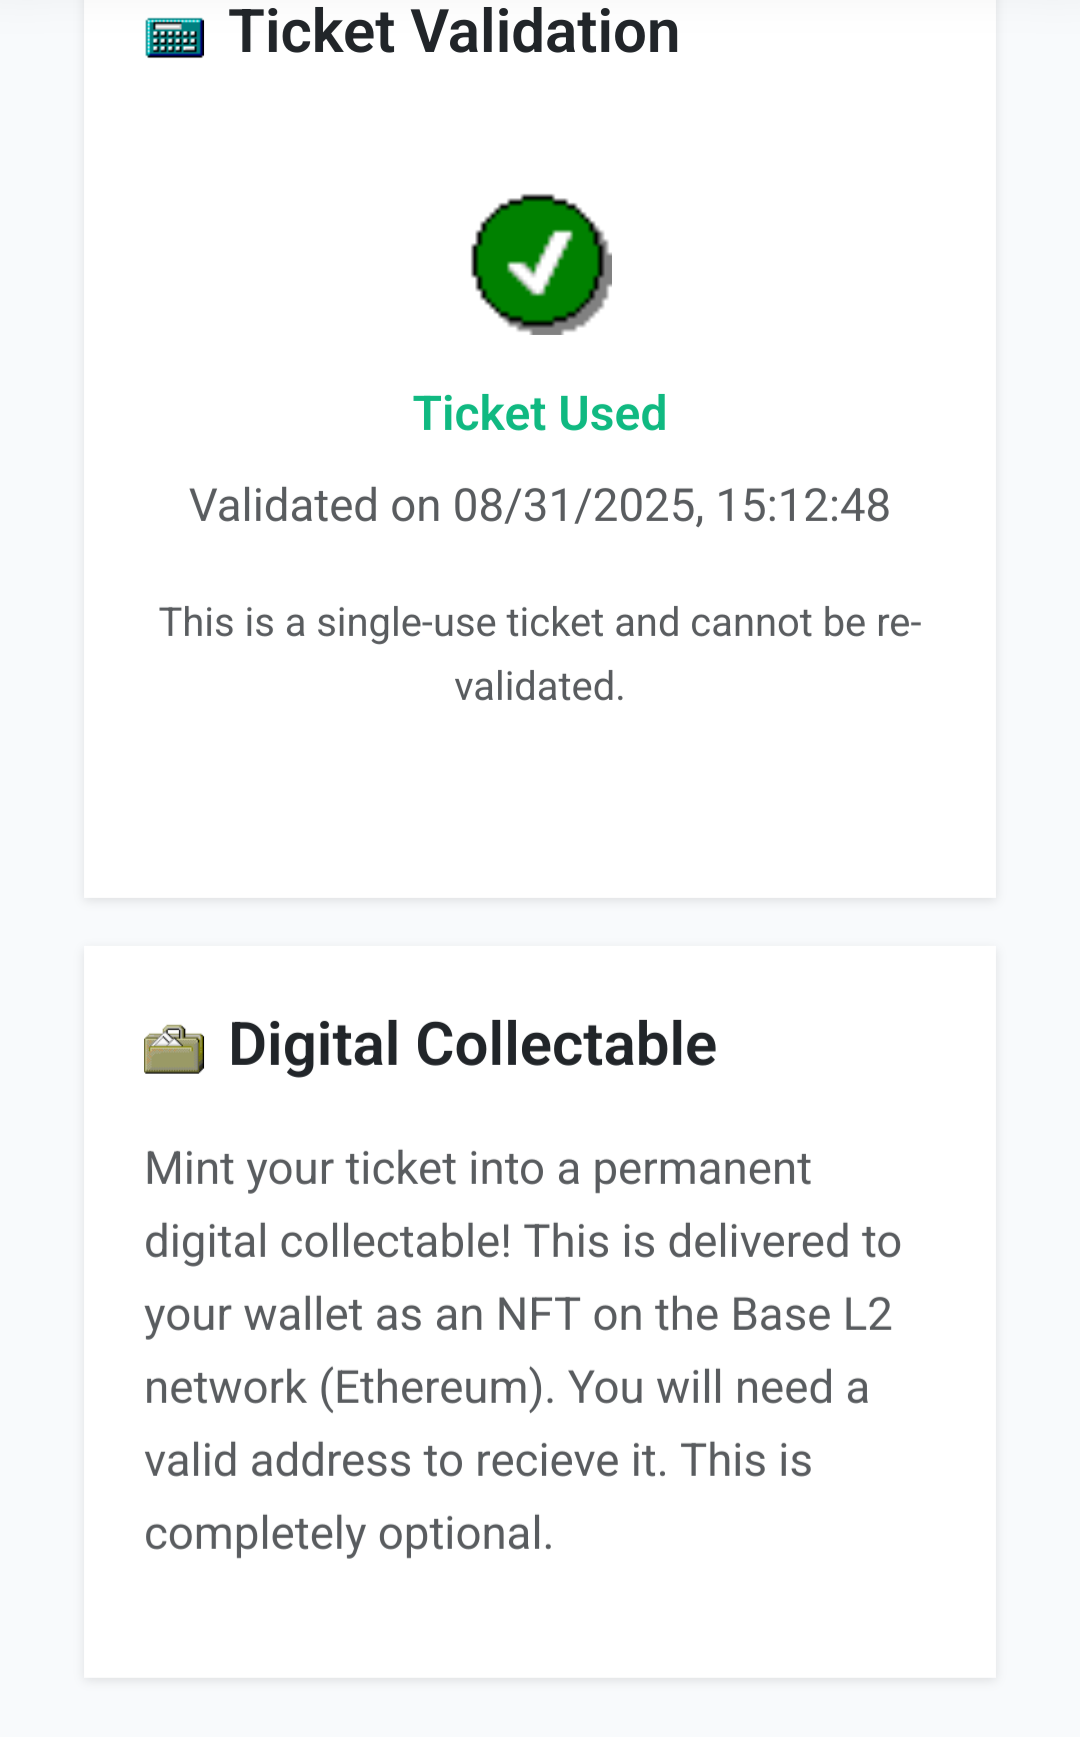 Ticket Validation
Ticket Used
Validated on 08/31/2025, 15:12:48
This is a single-use ticket and cannot be re-
validated.
Digital Collectable
Mint your ticket into a permanent
digital collectable! This is delivered to
your wallet as an NFT on the Base L2
network (Ethereum). You will need a
valid address to recieve it. This is
completely optional.